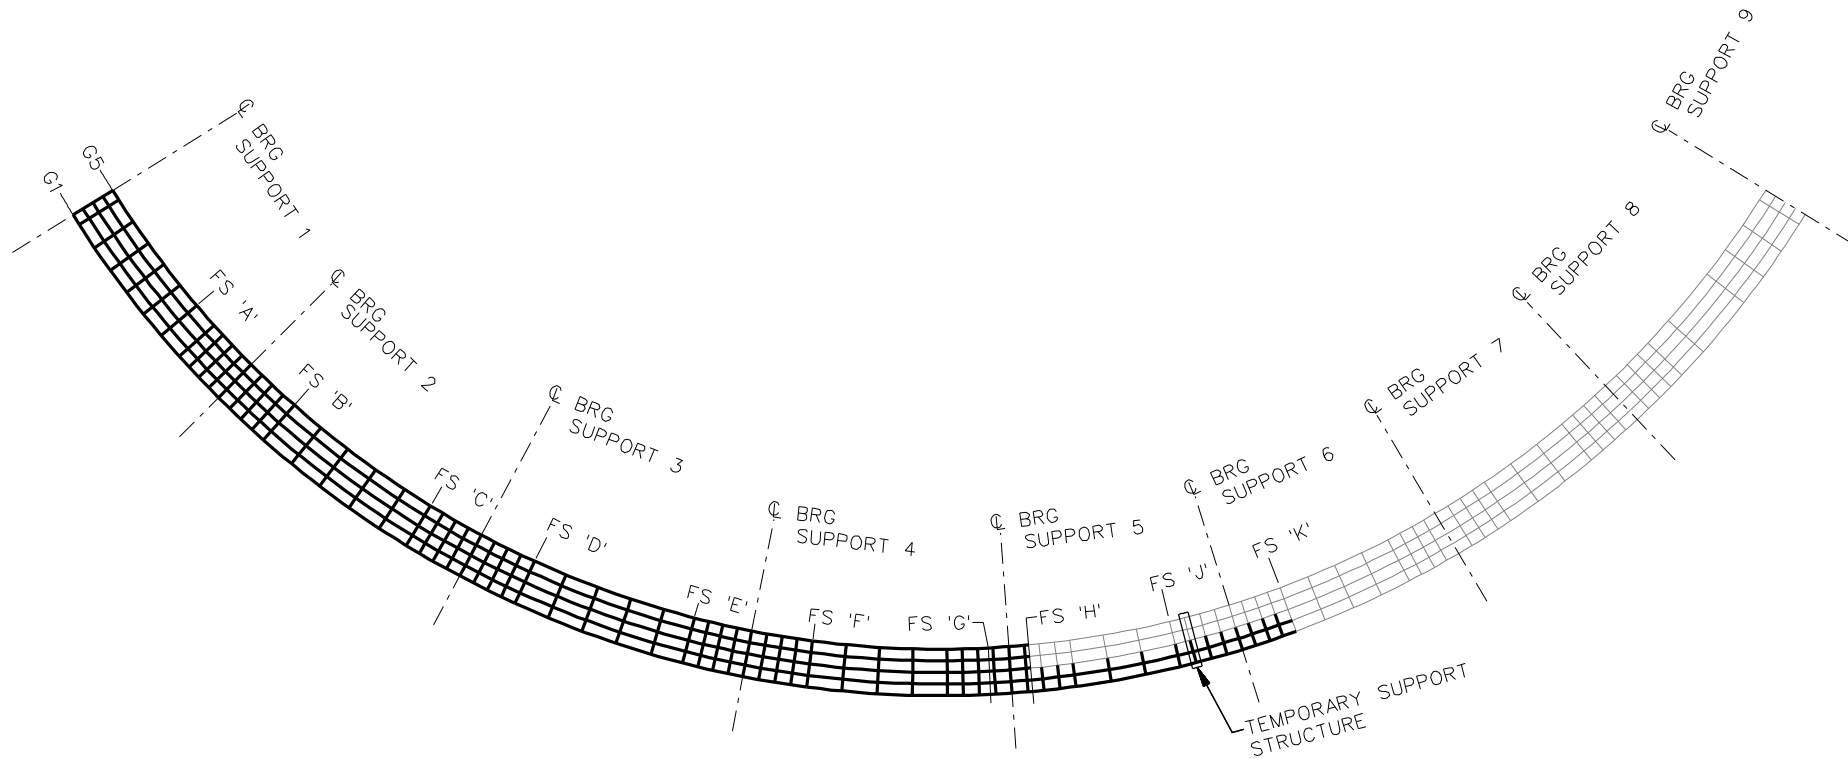 G1
G5
℄ BRG
SUPPORT 1
FS 'A'
℄ BRG
SUPPORT 2
FS 'B'
℄ BRG
SUPPORT 3
FS 'C'
FS 'D'
℄ BRG
SUPPORT 4
FS 'E'
FS 'F'
FS 'G'
℄ BRG
SUPPORT 5
FS 'H'
FS 'J'
℄ BRG
SUPPORT 6
FS 'K'
℄ BRG
SUPPORT 7
℄ BRG
SUPPORT 8
℄ BRG
SUPPORT 9
TEMPORARY SUPPORT
STRUCTURE